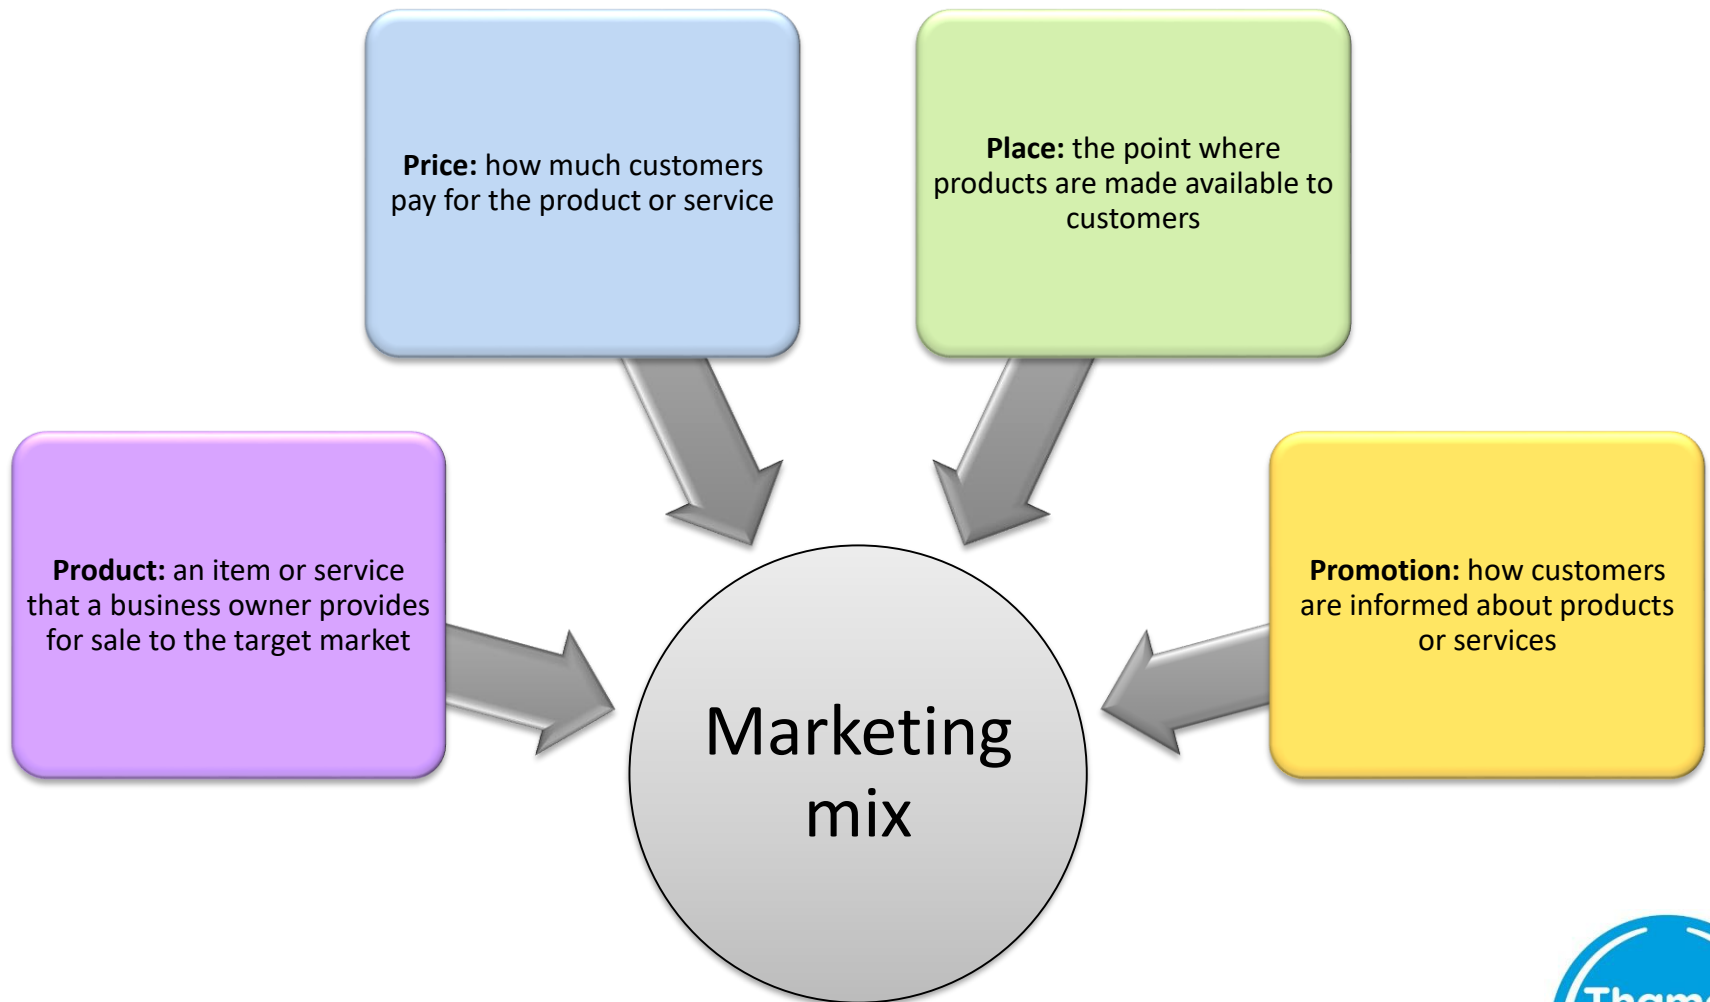 Price: how much customers
pay for the product or service
Place: the point where
products are made available to
customers
Product: an item or service
that a business owner provides
for sale to the target market
Promotion: how customers
are informed about products
or services
Marketing
mix